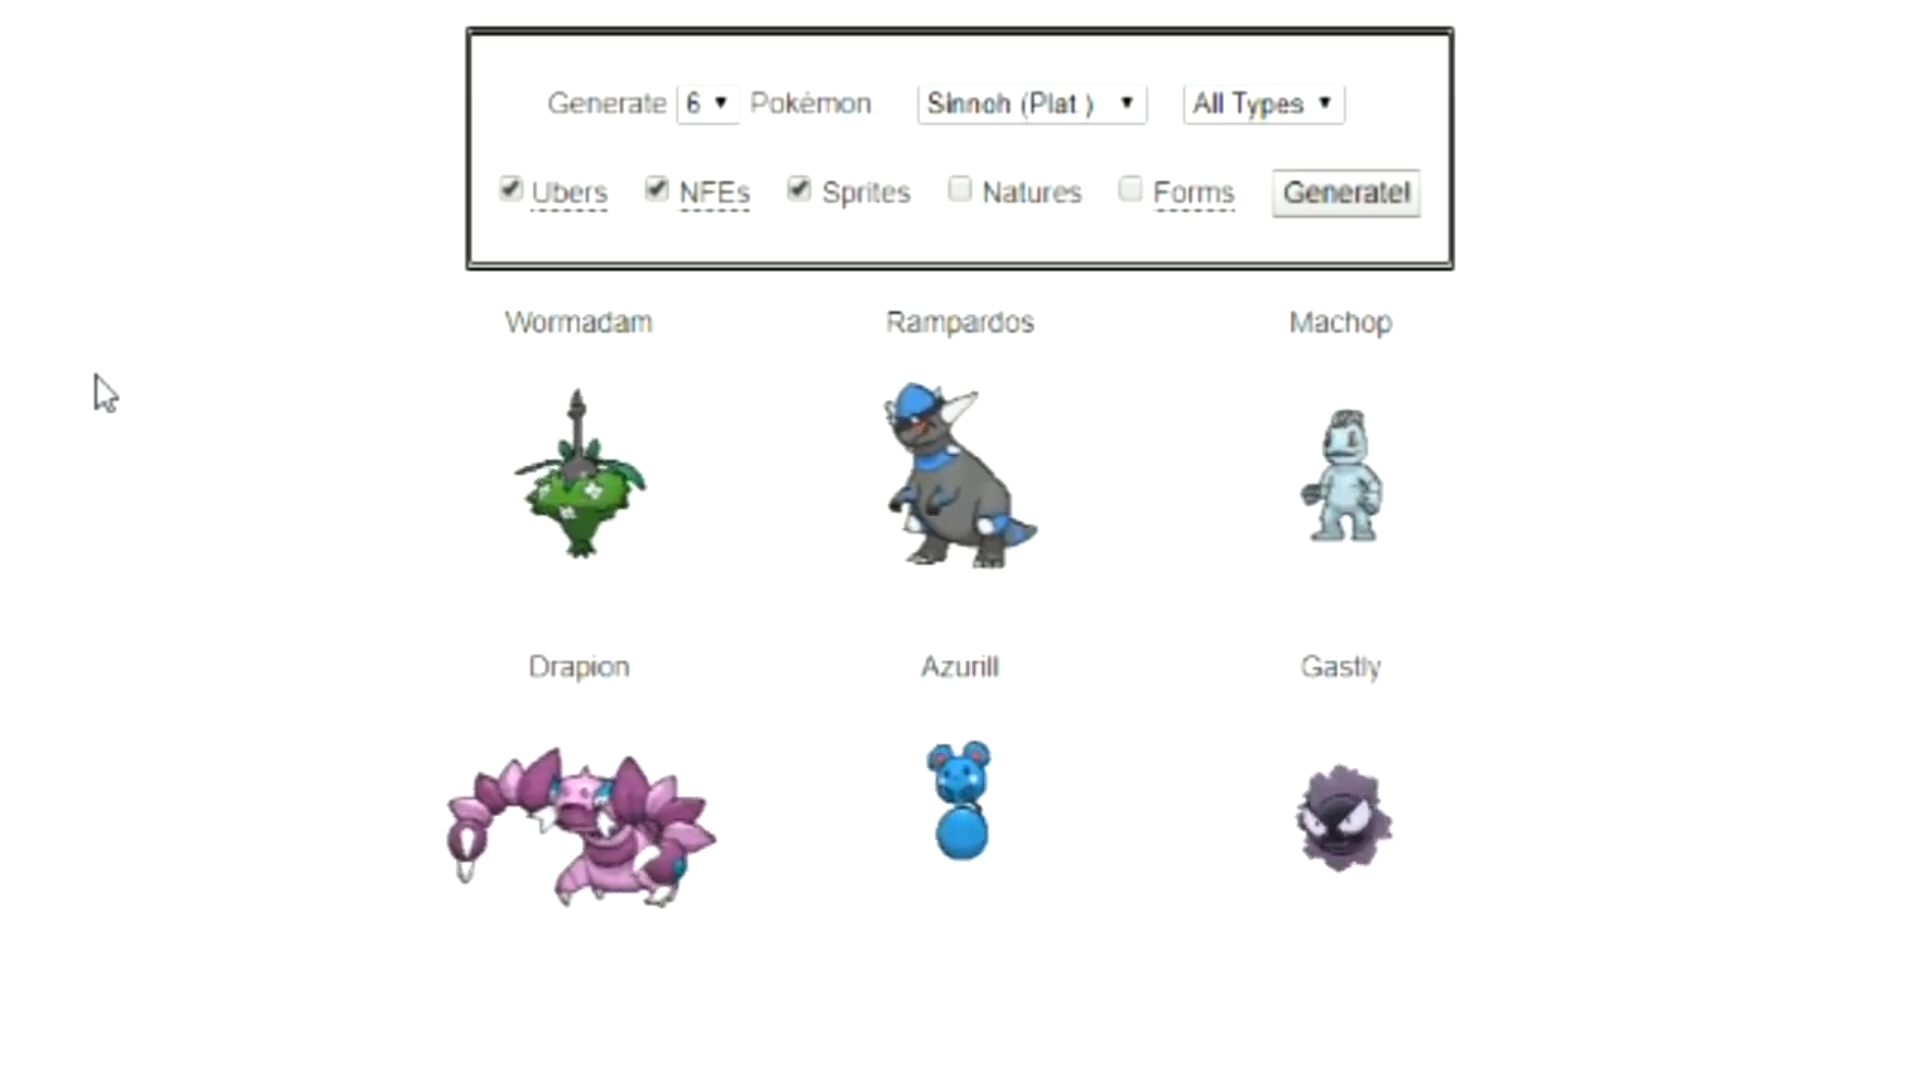 Generate 6 Pokémon Sinnoh (Plat ) All Types
Ubers NFEs Sprites Natures Forms Generate!
Wormadam Rampardos Machop
Drapion Azurill Gastly